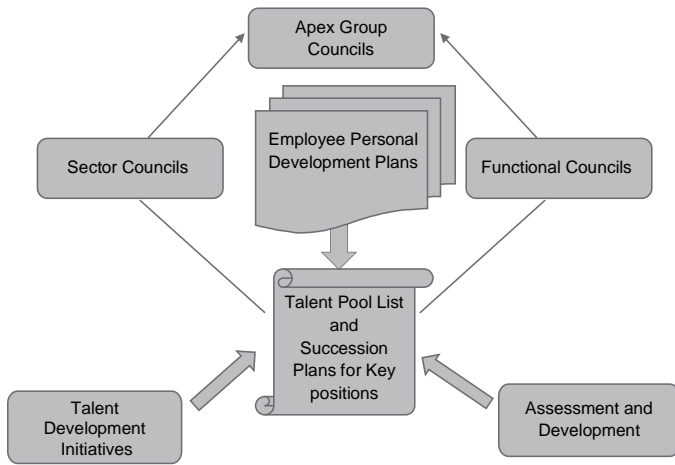 Apex Group
Councils
Employee Personal
Development Plans
Sector Councils
Functional Councils
Talent Pool List
and
Succession
Plans for Key
positions
Talent
Development
Initiatives
Assessment and
Development